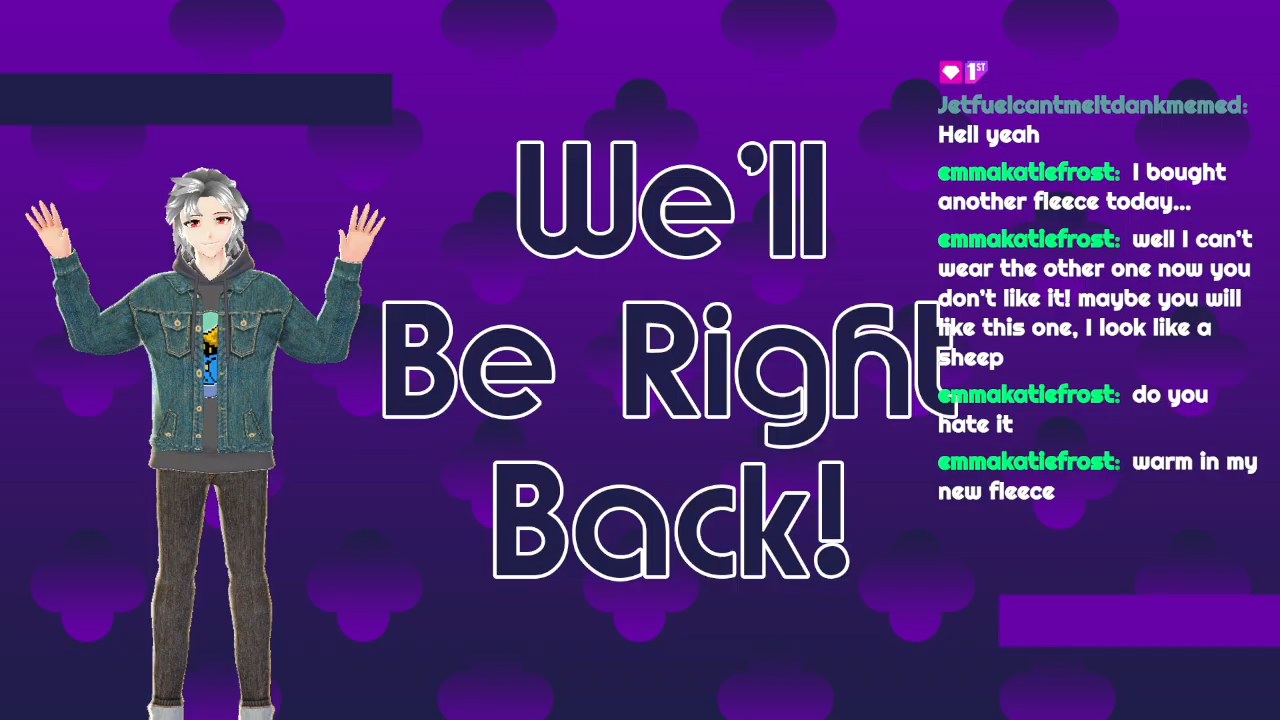 We'll
Be Right
Back!
1ST
Jetfuelcantmeltdankmemed:
Hell yeah
emmakatiefrost: I bought
another fleece today...
emmakatiefrost: well I can't
wear the other one now you
don't like it! maybe you will
like this one, I look like a
sheep
emmakatiefrost: do you
hate it
emmakatiefrost: warm in my
new fleece